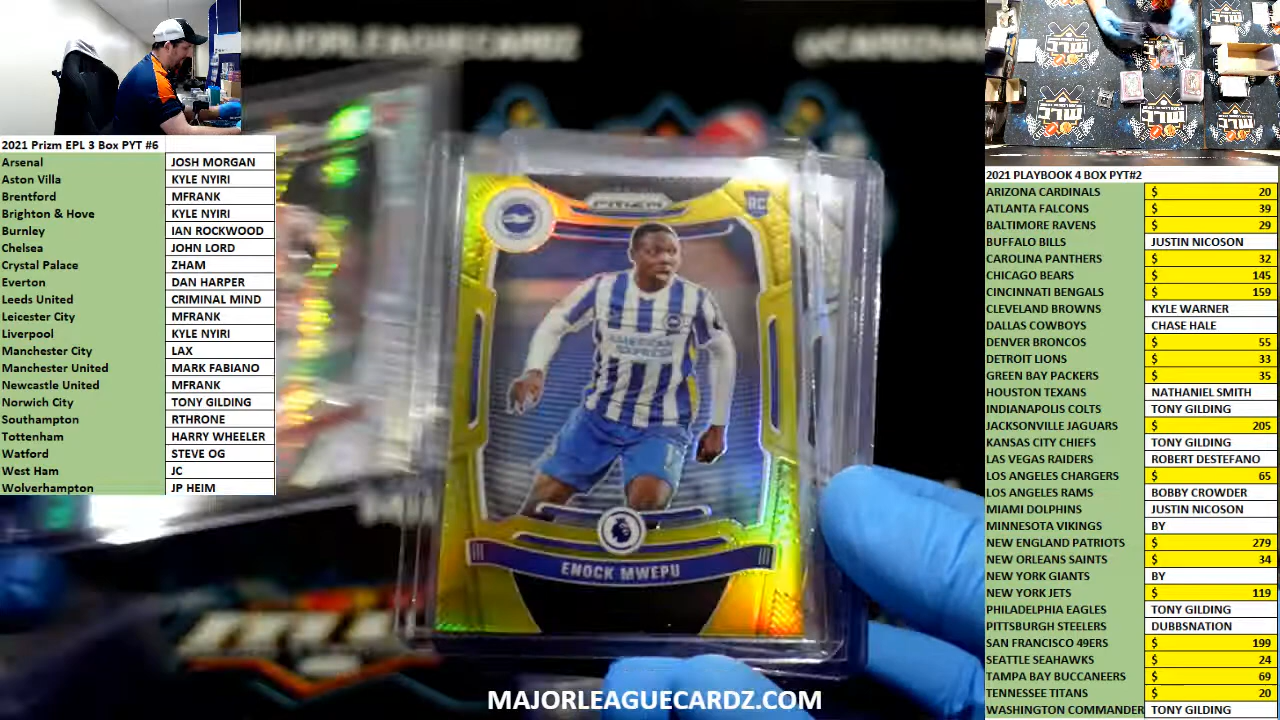 2021 Prizm EPL 3 Box PYT #6
Arsenal JOSH MORGAN
Aston Villa KYLE NYIRI
Brentford MFRANK
Brighton & Hove KYLE NYIRI
Burnley IAN ROCKWOOD
Chelsea JOHN LORD
Crystal Palace ZHAM
Everton DAN HARPER
Leeds United CRIMINAL MIND
Leicester City MFRANK
Liverpool KYLE NYIRI
Manchester City LAX
Manchester United MARK FABIANO
Newcastle United MFRANK
Norwich City TONY GILDING
Southampton RTHRONE
Tottenham HARRY WHEELER
Watford STEVE OG
West Ham JC
Wolverhampton JP HEIM
PRIZM
RC
AMERICAN
EXPRESS
ENOCK MWEPU
MAJORLEAGUECARDZ.COM
2021 PLAYBOOK 4 BOX PYT#2
ARIZONA CARDINALS $ 20
ATLANTA FALCONS $ 39
BALTIMORE RAVENS $ 29
BUFFALO BILLS JUSTIN NICOSON
CAROLINA PANTHERS $ 32
CHICAGO BEARS $ 145
CINCINNATI BENGALS $ 159
CLEVELAND BROWNS KYLE WARNER
DALLAS COWBOYS CHASE HALE
DENVER BRONCOS $ 55
DETROIT LIONS $ 33
GREEN BAY PACKERS $ 35
HOUSTON TEXANS NATHANIEL SMITH
INDIANAPOLIS COLTS TONY GILDING
JACKSONVILLE JAGUARS $ 205
KANSAS CITY CHIEFS TONY GILDING
LAS VEGAS RAIDERS ROBERT DESTEFANO
LOS ANGELES CHARGERS $ 65
LOS ANGELES RAMS BOBBY CROWDER
MIAMI DOLPHINS JUSTIN NICOSON
MINNESOTA VIKINGS BY
NEW ENGLAND PATRIOTS $ 279
NEW ORLEANS SAINTS $ 34
NEW YORK GIANTS BY
NEW YORK JETS $ 119
PHILADELPHIA EAGLES TONY GILDING
PITTSBURGH STEELERS DUBBSNATION
SAN FRANCISCO 49ERS $ 199
SEATTLE SEAHAWKS $ 24
TAMPA BAY BUCCANEERS $ 69
TENNESSEE TITANS $ 20
WASHINGTON COMMANDER TONY GILDING